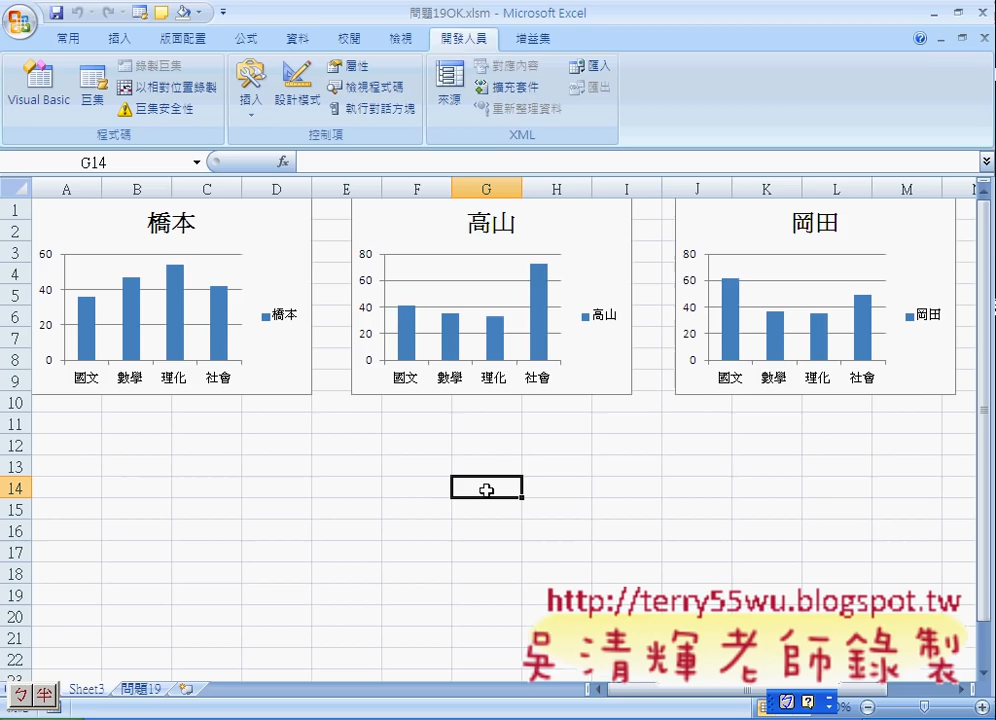 問題19OK.xlsm - Microsoft Excel
常用 插入 版面配置 公式 資料 校閱 檢視 開發人員 增益集
Visual Basic
巨集
錄製巨集
以相對位置錄製
巨集安全性
程式碼
插入
設計模式
屬性
檢視程式碼
執行對話方塊
控制項
來源
對應內容
擴充套件
重新整理資料
匯入
匯出
XML
G14
fx
A B C D E F G H I J K L M N
1
2
3
4
5
6
7
8
9
10
11
12
13
14
15
16
17
18
19
20
21
22
23
橋本
60
40
20
0
國文 數學 理化 社會
橋本
高山
80
60
40
20
0
國文 數學 理化 社會
高山
岡田
80
60
40
20
0
國文 數學 理化 社會
岡田
http://terry55wu.blogspot.tw
吳清輝老師錄製
Sheet3 問題19
ㄅ 半